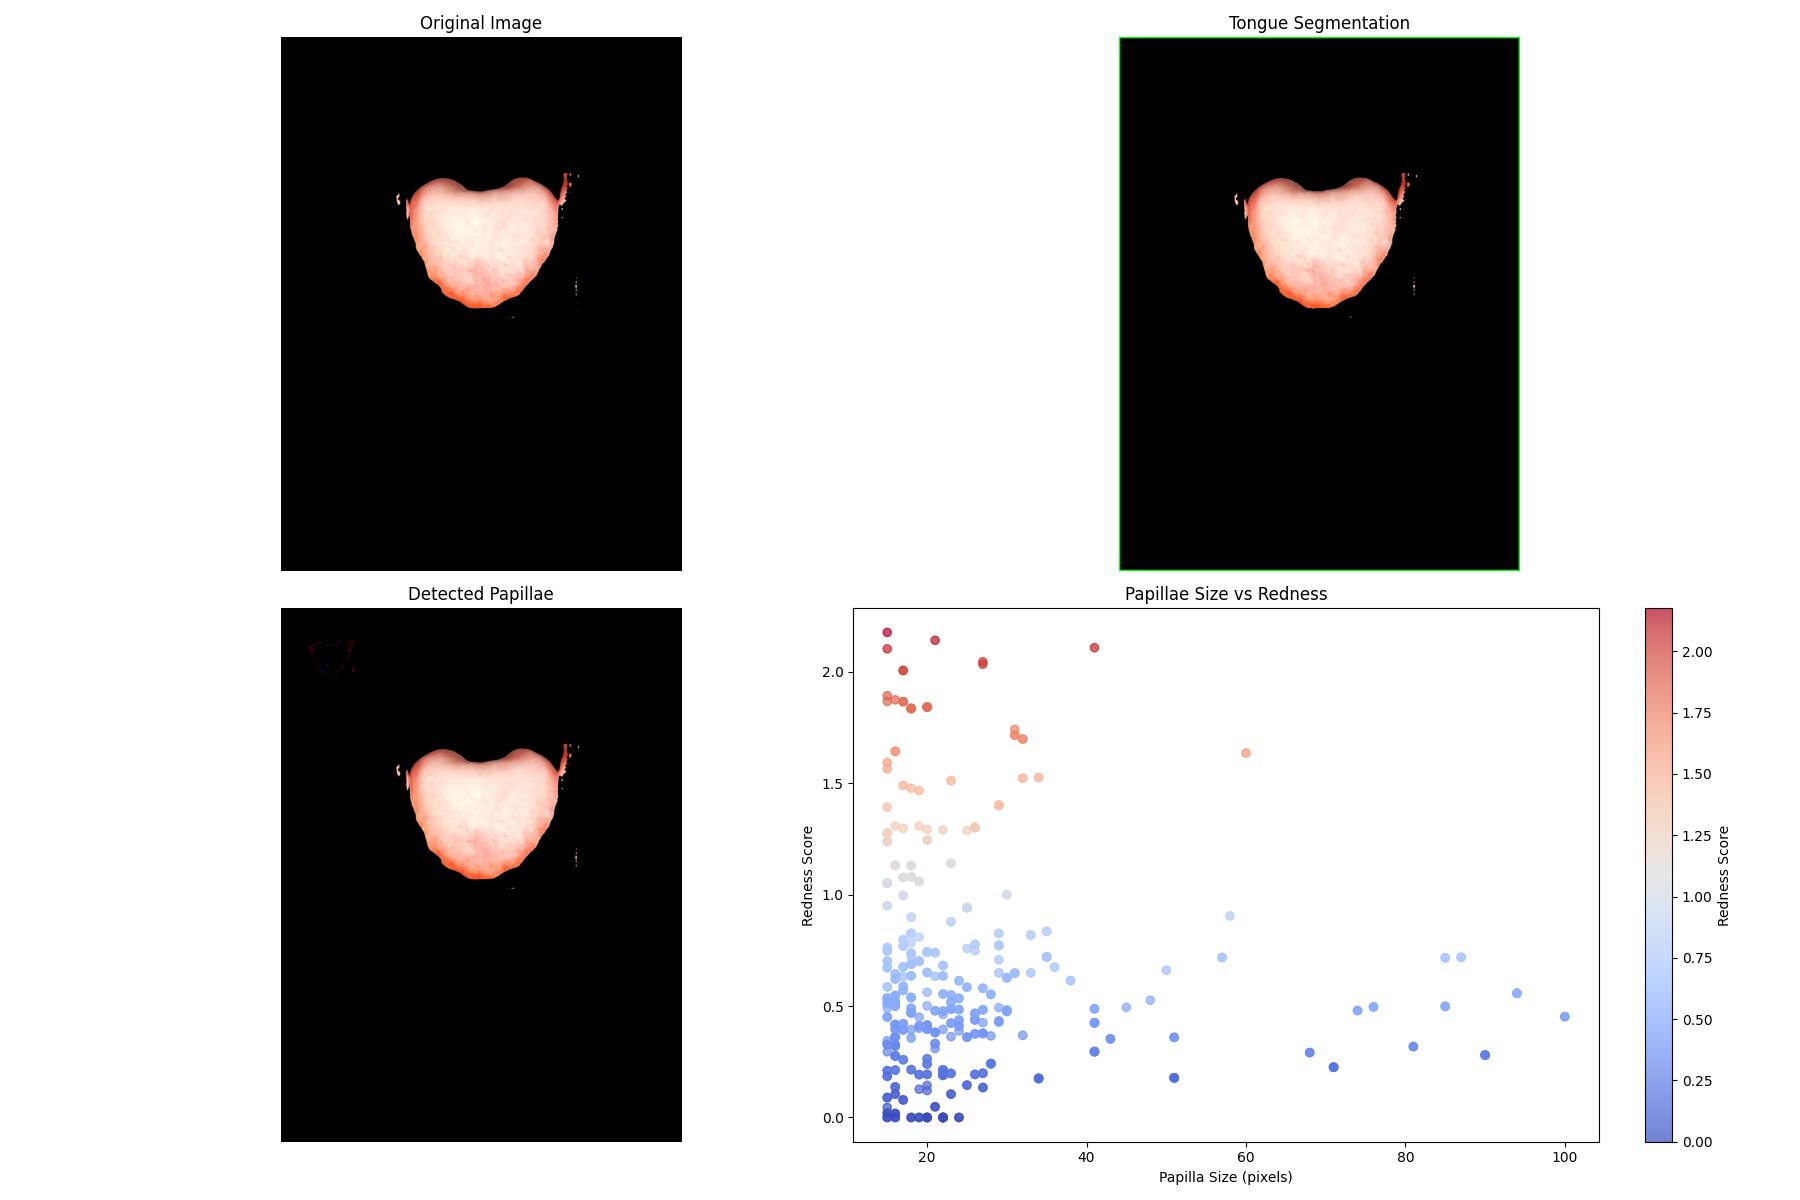 Original Image
Tongue Segmentation
Detected Papillae
Papillae Size vs Redness
2.0
1.5
1.0
0.5
0.0
Redness Score
20
40
60
80
100
Papilla Size (pixels)
2.00
1.75
1.50
1.25
1.00
0.75
0.50
0.25
0.00
Redness Score